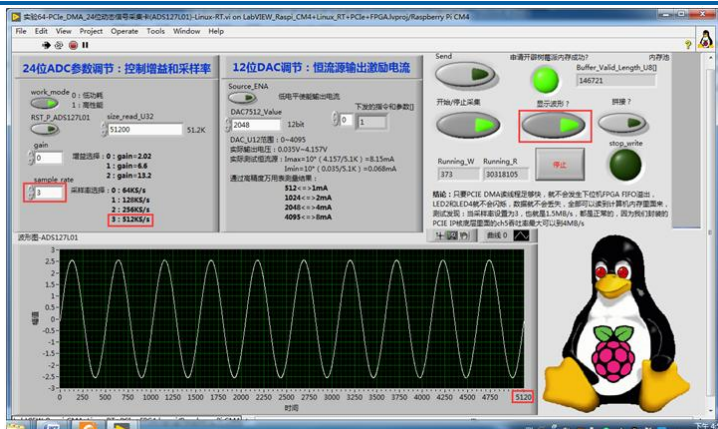 实验64-PCIe_DMA_24位动态信号采集卡(ADS127L01)-Linux-RT.vi on LabVIEW_Raspi_CM4+Linux_RT+PCIe+FPGA.lvproj/Raspberry Pi CM4
File Edit View Project Operate Tools Window Help
24位ADC参数调节：控制增益和采样率
work_mode
0：低功耗
1：高性能
RST_P_ADS127L01
size_read_U32
51200
51.2K
gain
0
增益选择：0：gain=2.02
1：gain=6.6
2：gain=13.2
sample rate
3
采样率选择：0：64KS/s
1：128KS/s
2：256KS/s
3：512KS/s
12位DAC调节：恒流源输出激励电流
Source_ENA
低电平使能输出电流
DAC7512_Value
2048
12bit
下发的指令和参数[]
0
1
DAC_U12范围：0~4095
实际输出电压：0.035V~4.157V
实际测试恒流源：Imax=10*（4.157/5.1K）=8.15mA
Imin=10*（0.035/5.1K）=0.068mA
通过高精度万用表测量结果：
512<=>1mA
1024<=>2mA
2048<=>4mA
4095<=>8mA
Send
申请开辟树莓派内存成功?
内存池
Buffer_Valid_Length_U8[]
146721
开始/停止采集
显示波形？
拼接？
Running_W
373
Running_R
30318105
停止
stop_write
结论：只要PCIE DMA读线程足够快，就不会发生下位机FPGA FIFO溢出，
LED2和LED4就不会闪烁，数据就不会丢失，全部可以读到计算机内存里面来，
测试发现：当采样率设置为3，也就是1.5MB/s，都是正常的，因为我们封装的
PCIE IP核底层里面的ch5吞吐率最大可以到4MB/s
波形图-ADS127L01
曲线 0
3
2.5
2
1.5
1
0.5
0
-0.5
-1
-1.5
-2
-2.5
-3
幅值
0 250 500 750 1000 1250 1500 1750 2000 2250 2500 2750 3000 3250 3500 3750 4000 4250 4500 4750 5120
时间